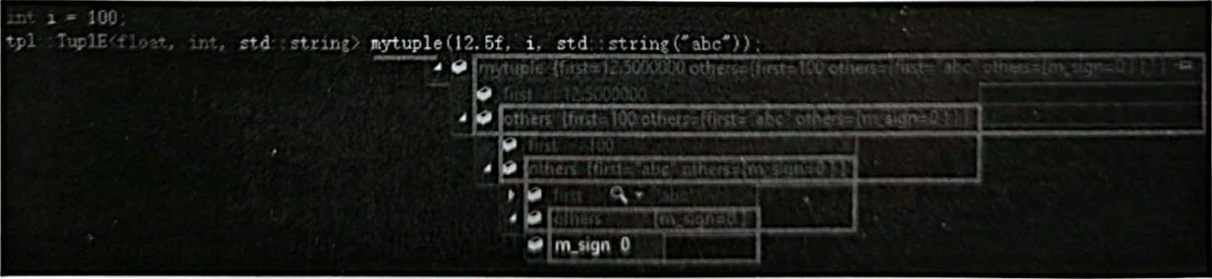 int i = 100;
tpl::TuplE<float, int, std::string> mytuple(12.5f, i, std::string("abc"));
mytuple {first=12.5000000 others={first=100 others={first="abc" others={m_sign=0 } } } }
first 12.5000000
others {first=100 others={first="abc" others={m_sign=0 } } }
first 100
others {first="abc" others={m_sign=0 } }
first "abc"
others {m_sign=0 }
m_sign 0